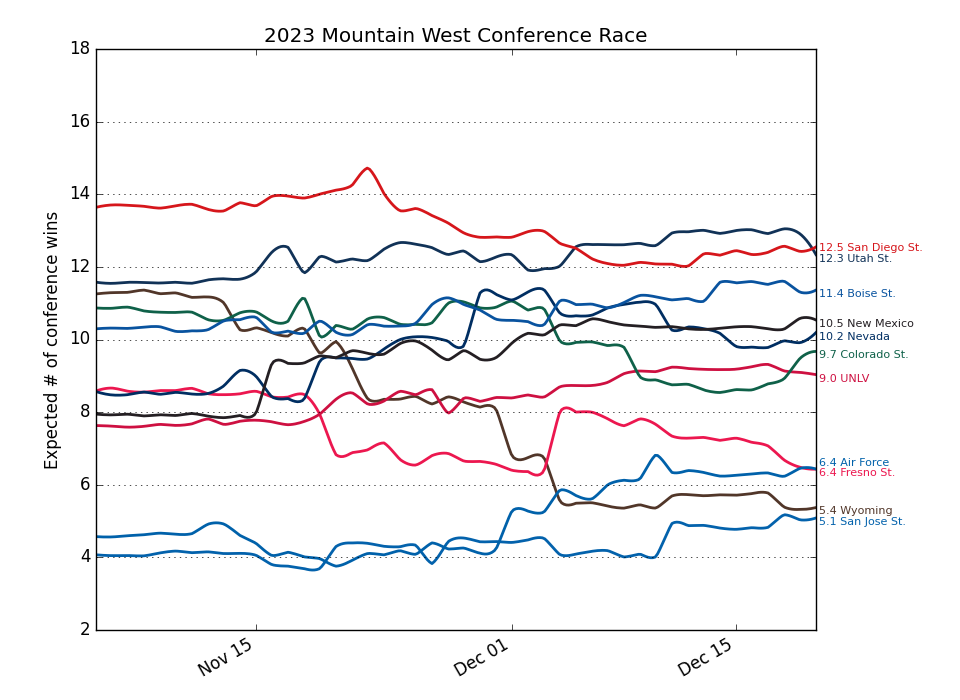 2023 Mountain West Conference Race
Expected # of conference wins
18
16
14
12
10
8
6
4
2
12.5 San Diego St.
12.3 Utah St.
11.4 Boise St.
10.5 New Mexico
10.2 Nevada
9.7 Colorado St.
9.0 UNLV
6.4 Air Force
6.4 Fresno St.
5.4 Wyoming
5.1 San Jose St.
Nov 15
Dec 01
Dec 15